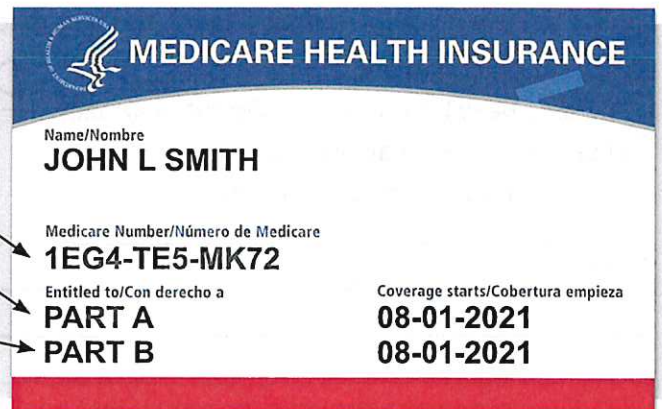 MEDICARE HEALTH INSURANCE
Name/Nombre
JOHN L SMITH
Medicare Number/Número de Medicare
1EG4-TE5-MK72
Entitled to/Con derecho a Coverage starts/Cobertura empieza
PART A 08-01-2021
PART B 08-01-2021